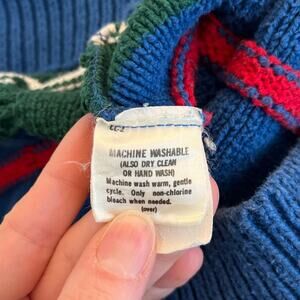 MACHINE WASHABLE
(ALSO DRY CLEAN
OR HAND WASH)
Machine wash warm, gentle
cycle. Only non-chlorine
bleach when needed.
(over)